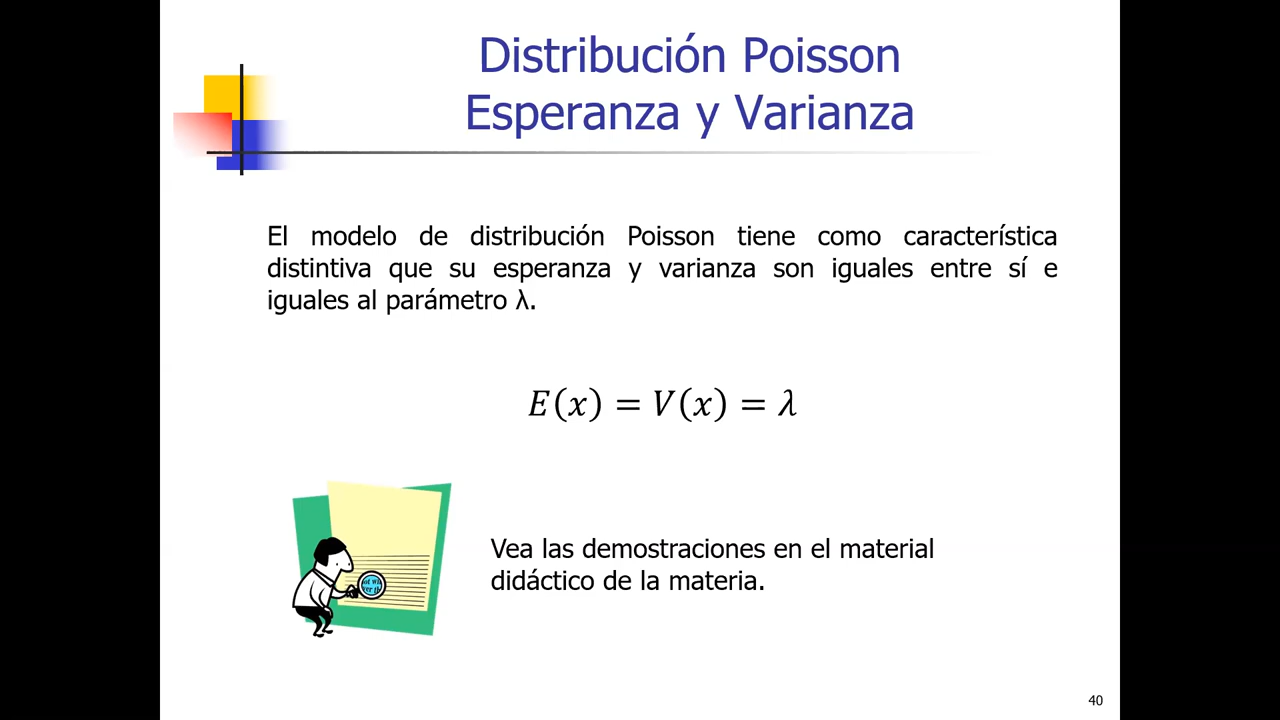 Distribución Poisson
Esperanza y Varianza
El modelo de distribución Poisson tiene como característica
distintiva que su esperanza y varianza son iguales entre sí e
iguales al parámetro λ.
E(x) = V(x) = λ
Vea las demostraciones en el material
didáctico de la materia.
40